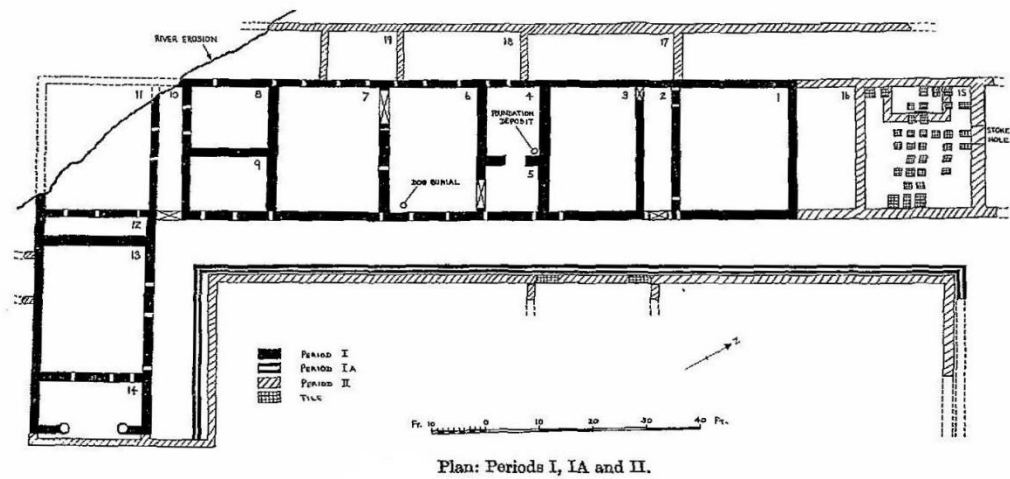 RIVER EROSION
19
18
17
11
10
8
7
6
4
3
2
1
16
15
FOUNDATION
DEPOSIT
STOKE
HOLE
9
5
DOG BURIAL
12
13
14
PERIOD I
PERIOD IA
PERIOD II
TILE
Z
Ft. 10 0 10 20 30 40 Ft.
Plan: Periods I, IA and II.